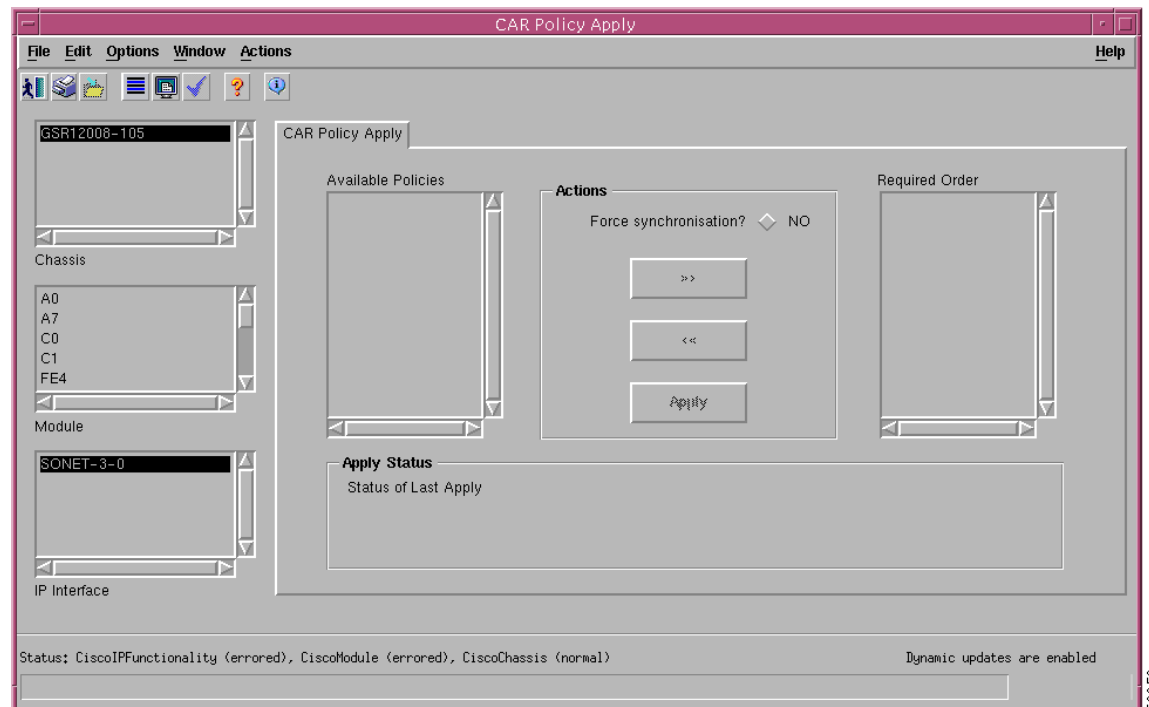 CAR Policy Apply
File Edit Options Window Actions Help
GSR12008-105
Chassis
A0
A7
C0
C1
FE4
Module
SONET-3-0
IP Interface
CAR Policy Apply
Available Policies
Actions
Force synchronisation? NO
>>
<<
Apply
Required Order
Apply Status
Status of Last Apply
Status: CiscoIPFunctionality (errored), CiscoModule (errored), CiscoChassis (normal) Dynamic updates are enabled